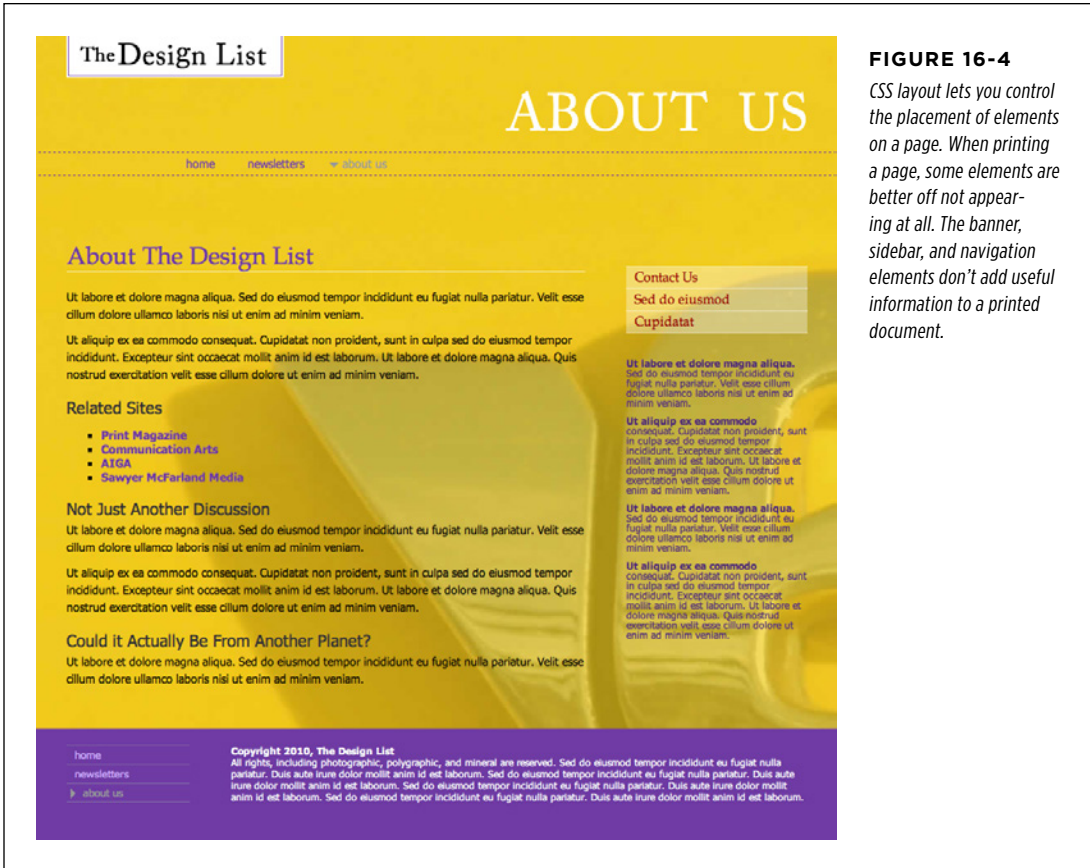 The Design List
ABOUT US
home newsletters about us
About The Design List
Ut labore et dolore magna aliqua. Sed do eiusmod tempor incididunt eu fugiat nulla pariatur. Velit esse
cillum dolore ullamco laboris nisi ut enim ad minim veniam.
Ut aliquip ex ea commodo consequat. Cupidatat non proident, sunt in culpa sed do eiusmod tempor
incididunt. Excepteur sint occaecat mollit anim id est laborum. Ut labore et dolore magna aliqua. Quis
nostrud exercitation velit esse cillum dolore ut enim ad minim veniam.
Related Sites
Print Magazine
Communication Arts
AIGA
Sawyer McFarland Media
Not Just Another Discussion
Ut labore et dolore magna aliqua. Sed do eiusmod tempor incididunt eu fugiat nulla pariatur. Velit esse
cillum dolore ullamco laboris nisi ut enim ad minim veniam.
Ut aliquip ex ea commodo consequat. Cupidatat non proident, sunt in culpa sed do eiusmod tempor
incididunt. Excepteur sint occaecat mollit anim id est laborum. Ut labore et dolore magna aliqua. Quis
nostrud exercitation velit esse cillum dolore ut enim ad minim veniam.
Could it Actually Be From Another Planet?
Ut labore et dolore magna aliqua. Sed do eiusmod tempor incididunt eu fugiat nulla pariatur. Velit esse
cillum dolore ullamco laboris nisi ut enim ad minim veniam.
Contact Us
Sed do eiusmod
Cupidatat
Ut labore et dolore magna aliqua.
Sed do eiusmod tempor incididunt eu
fugiat nulla pariatur. Velit esse cillum
dolore ullamco laboris nisi ut enim ad
minim veniam.
Ut aliquip ex ea commodo
consequat. Cupidatat non proident, sunt
in culpa sed do eiusmod tempor
incididunt. Excepteur sint occaecat
mollit anim id est laborum. Ut labore et
dolore magna aliqua. Quis nostrud
exercitation velit esse cillum dolore ut
enim ad minim veniam.
Ut labore et dolore magna aliqua.
Sed do eiusmod tempor incididunt eu
fugiat nulla pariatur. Velit esse cillum
dolore ullamco laboris nisi ut enim ad
minim veniam.
Ut aliquip ex ea commodo
consequat. Cupidatat non proident, sunt
in culpa sed do eiusmod tempor
incididunt. Excepteur sint occaecat
mollit anim id est laborum. Ut labore et
dolore magna aliqua. Quis nostrud
exercitation velit esse cillum dolore ut
enim ad minim veniam.
home
newsletters
about us
Copyright 2010, The Design List
All rights, including photographic, polygraphic, and mineral are reserved. Sed do eiusmod tempor incididunt eu fugiat nulla
pariatur. Duis aute irure dolor mollit anim id est laborum. Sed do eiusmod tempor incididunt eu fugiat nulla pariatur. Duis aute
irure dolor mollit anim id est laborum. Sed do eiusmod tempor incididunt eu fugiat nulla pariatur. Duis aute irure dolor mollit
anim id est laborum. Sed do eiusmod tempor incididunt eu fugiat nulla pariatur. Duis aute irure dolor mollit anim id est laborum.
FIGURE 16-4
CSS layout lets you control
the placement of elements
on a page. When printing
a page, some elements are
better off not appear-
ing at all. The banner,
sidebar, and navigation
elements don't add useful
information to a printed
document.